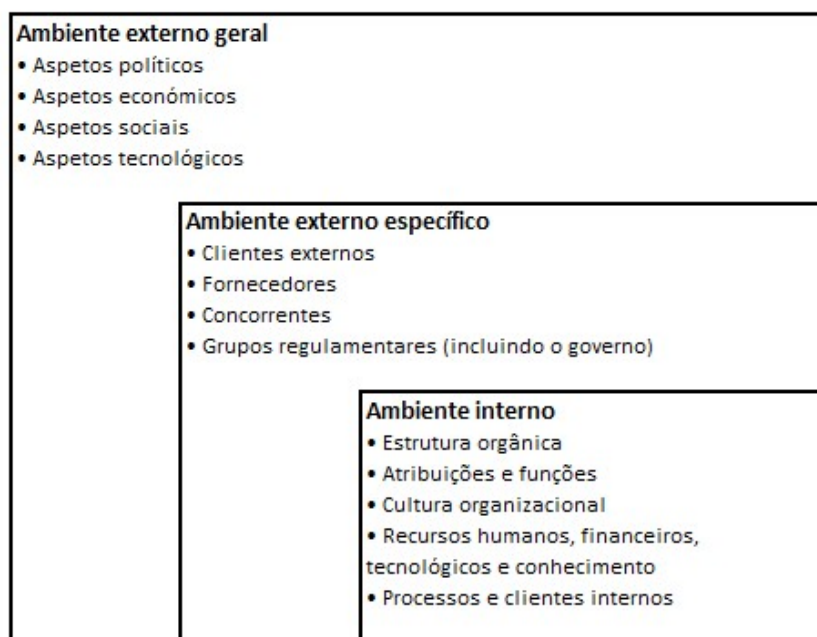 Ambiente externo geral
• Aspetos políticos
• Aspetos económicos
• Aspetos sociais
• Aspetos tecnológicos
Ambiente externo específico
• Clientes externos
• Fornecedores
• Concorrentes
• Grupos regulamentares (incluindo o governo)
Ambiente interno
• Estrutura orgânica
• Atribuições e funções
• Cultura organizacional
• Recursos humanos, financeiros,
tecnológicos e conhecimento
• Processos e clientes internos